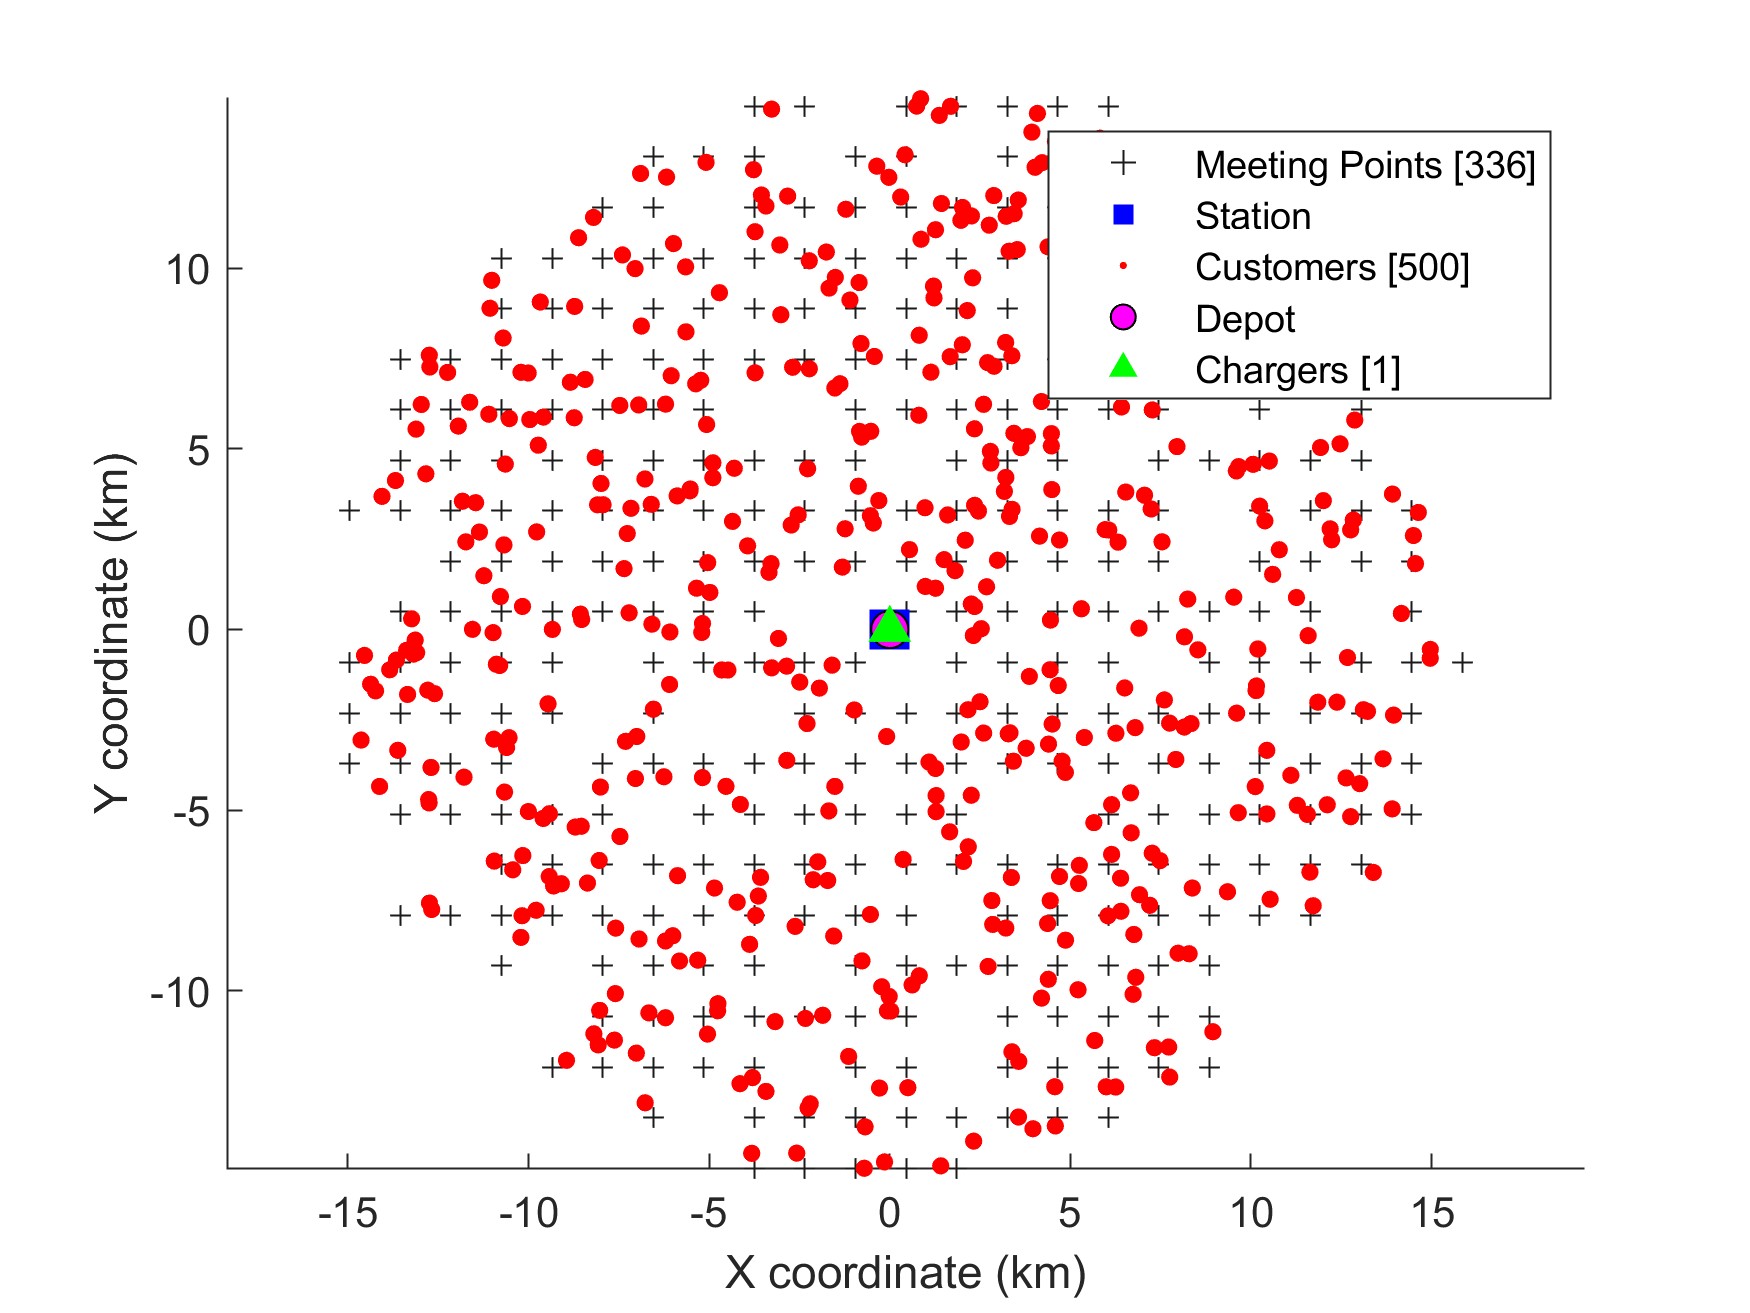 Meeting Points [336]
Station
Customers [500]
Depot
Chargers [1]
10
5
0
-5
-10
Y coordinate (km)
-15 -10 -5 0 5 10 15
X coordinate (km)